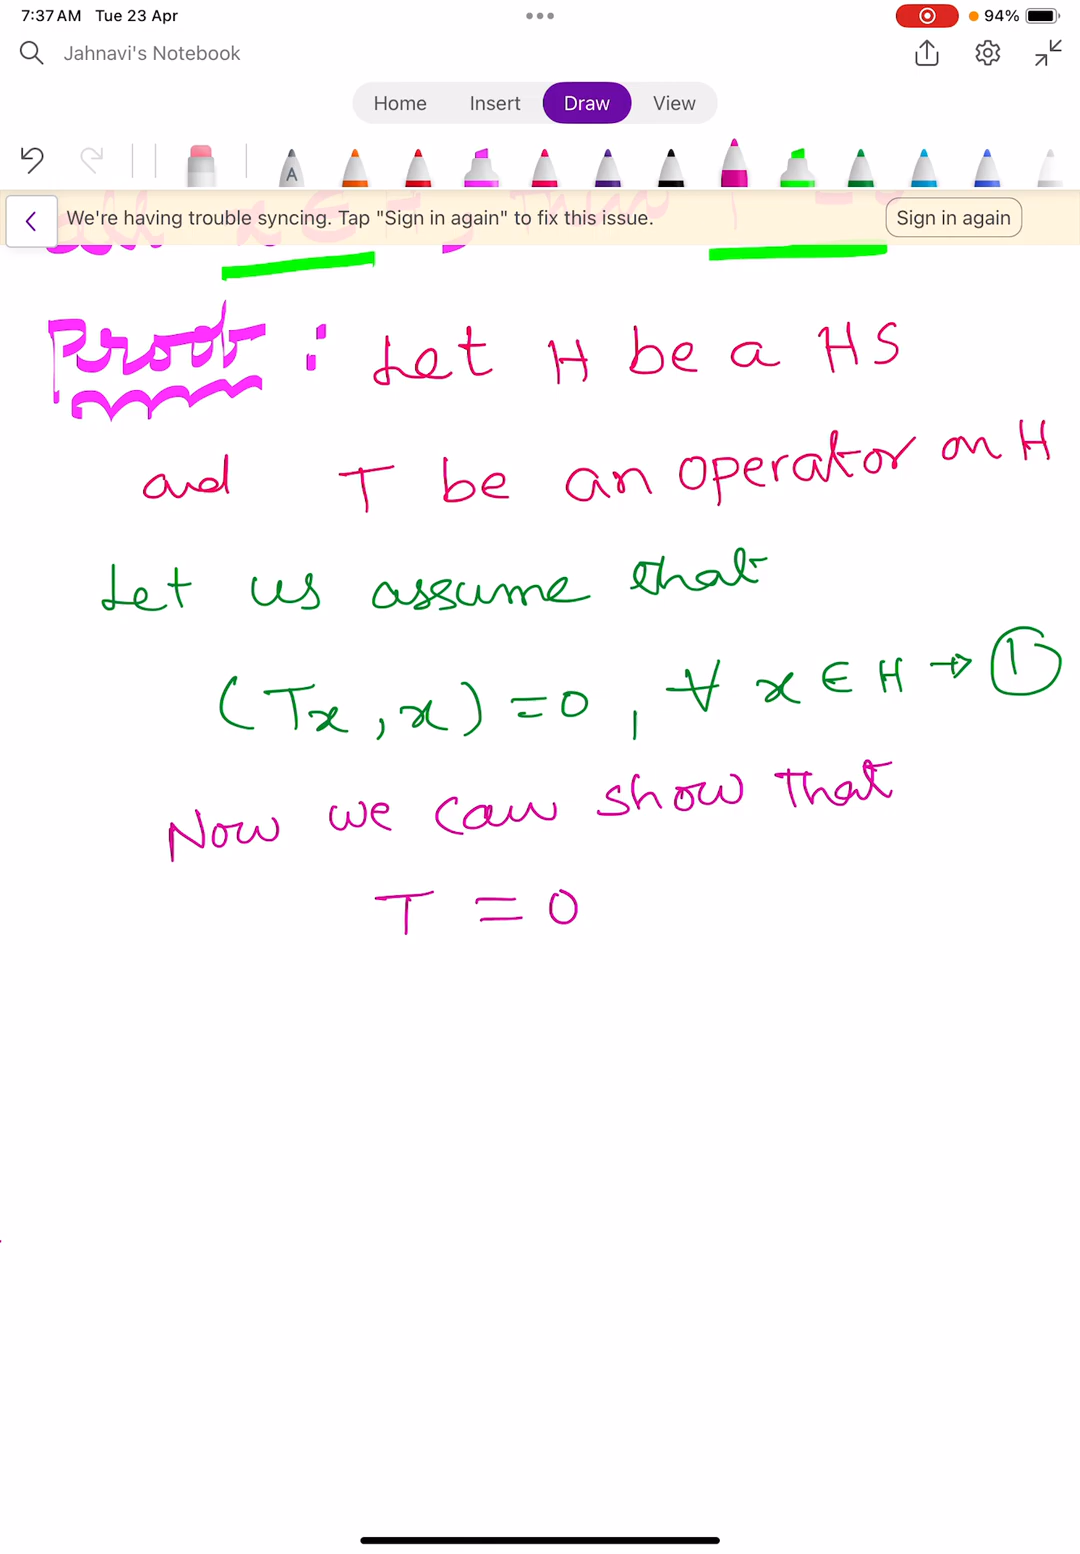 7:37 AM Tue 23 Apr
94%
Jahnavi's Notebook
Home Insert Draw View
A
We're having trouble syncing. Tap "Sign in again" to fix this issue.
Sign in again
Proof : Let H be a HS
and T be an operator on H
Let us assume that
(Tx, x) = 0, ∀ x ∈ H → ①
Now we can show that
T = 0